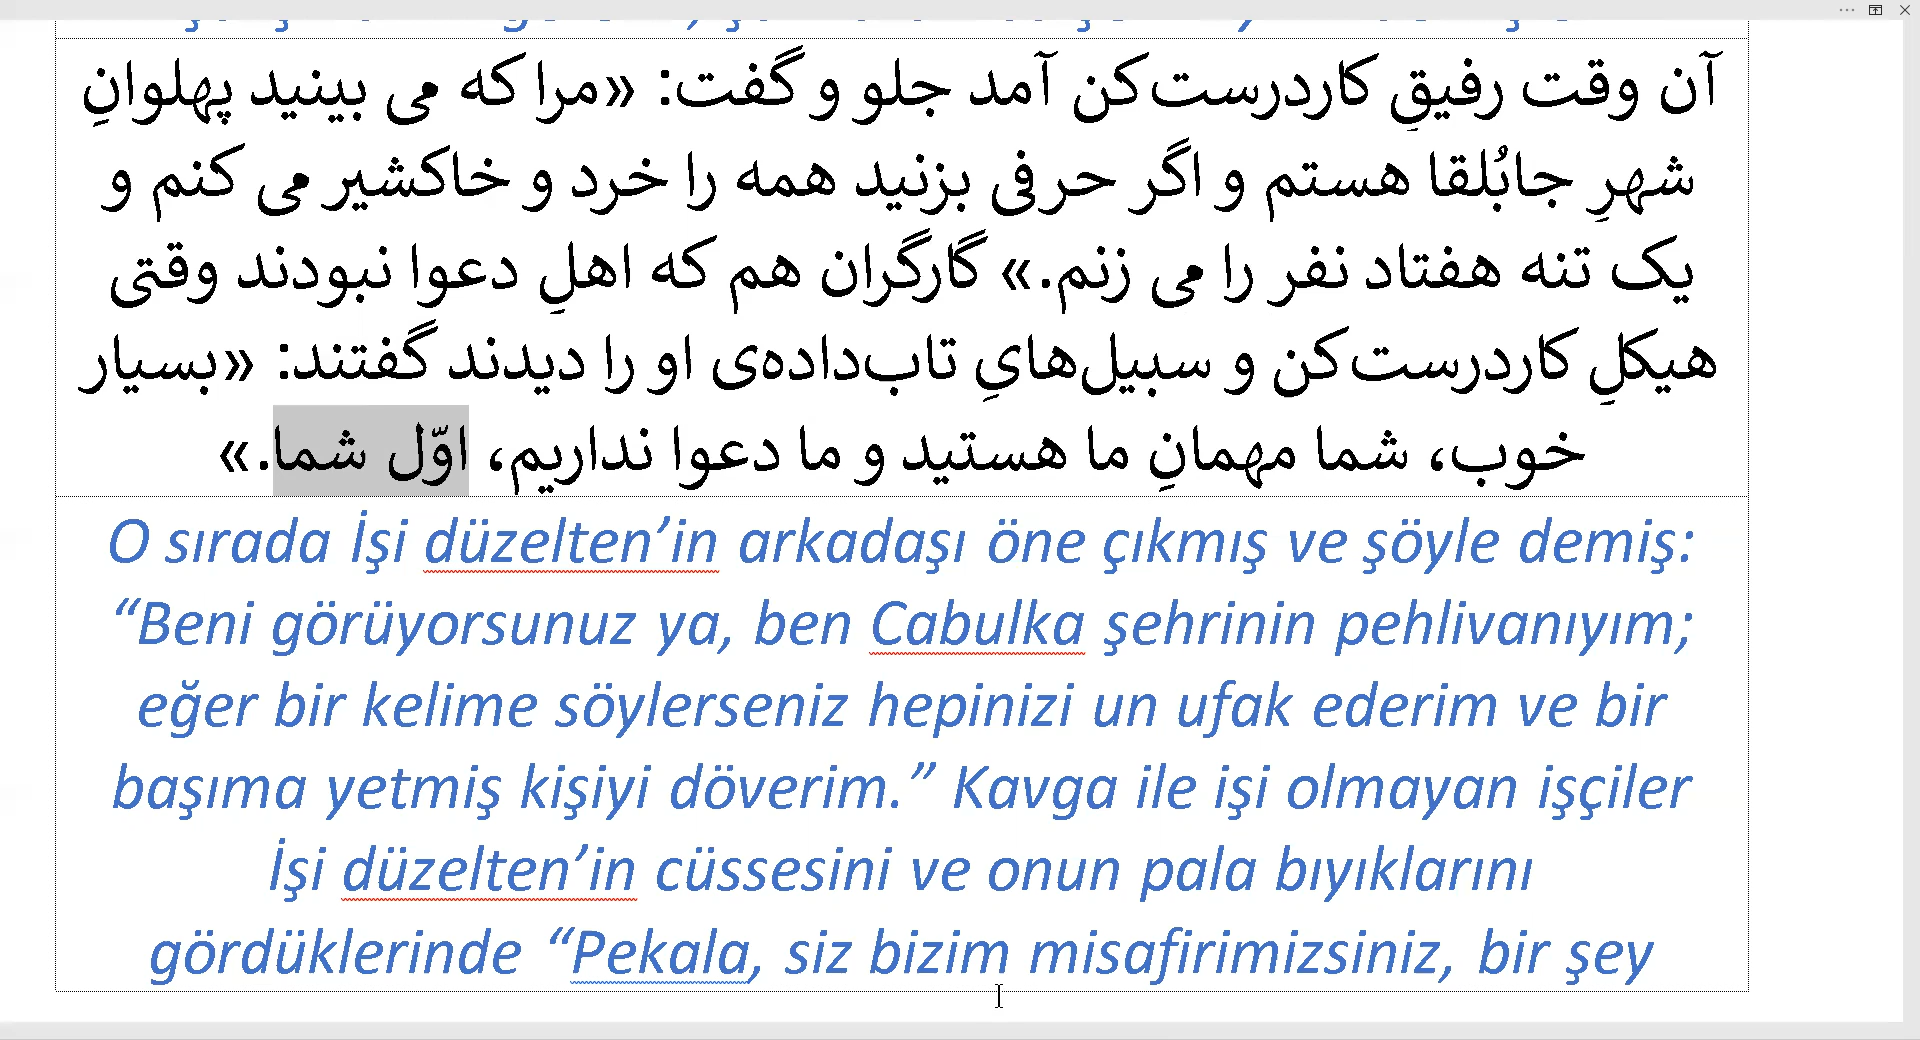 آن وقت رفیقِ کاردرست‌کن آمد جلو و گفت: «مرا که می بینید پهلوانِ
شهرِ جابُلقا هستم و اگر حرفی بزنید همه را خرد و خاکشیر می کنم و
یک تنه هفتاد نفر را می زنم.» گارگران هم که اهلِ دعوا نبودند وقتی
هیکلِ کاردرست‌کن و سبیل‌هایِ تاب‌داده‌ی او را دیدند گفتند: «بسیار
خوب، شما مهمانِ ما هستید و ما دعوا نداریم، اوّل شما.»
O sırada İşi düzelten’in arkadaşı öne çıkmış ve şöyle demiş:
“Beni görüyorsunuz ya, ben Cabulka şehrinin pehlivanıyım;
eğer bir kelime söylerseniz hepinizi un ufak ederim ve bir
başıma yetmiş kişiyi döverim.” Kavga ile işi olmayan işçiler
İşi düzelten’in cüssesini ve onun pala bıyıklarını
gördüklerinde “Pekala, siz bizim misafirimizsiniz, bir şey